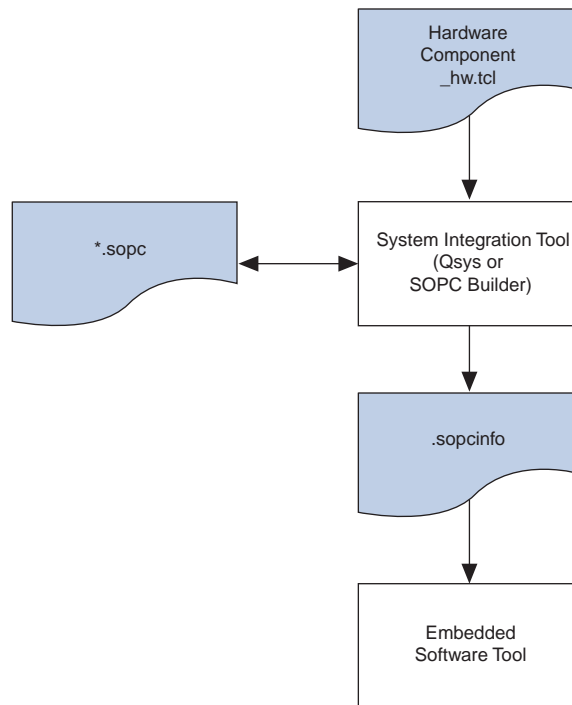 Hardware
Component
_hw.tcl
*.sopc
System Integration Tool
(Qsys or
SOPC Builder)
.sopcinfo
Embedded
Software Tool